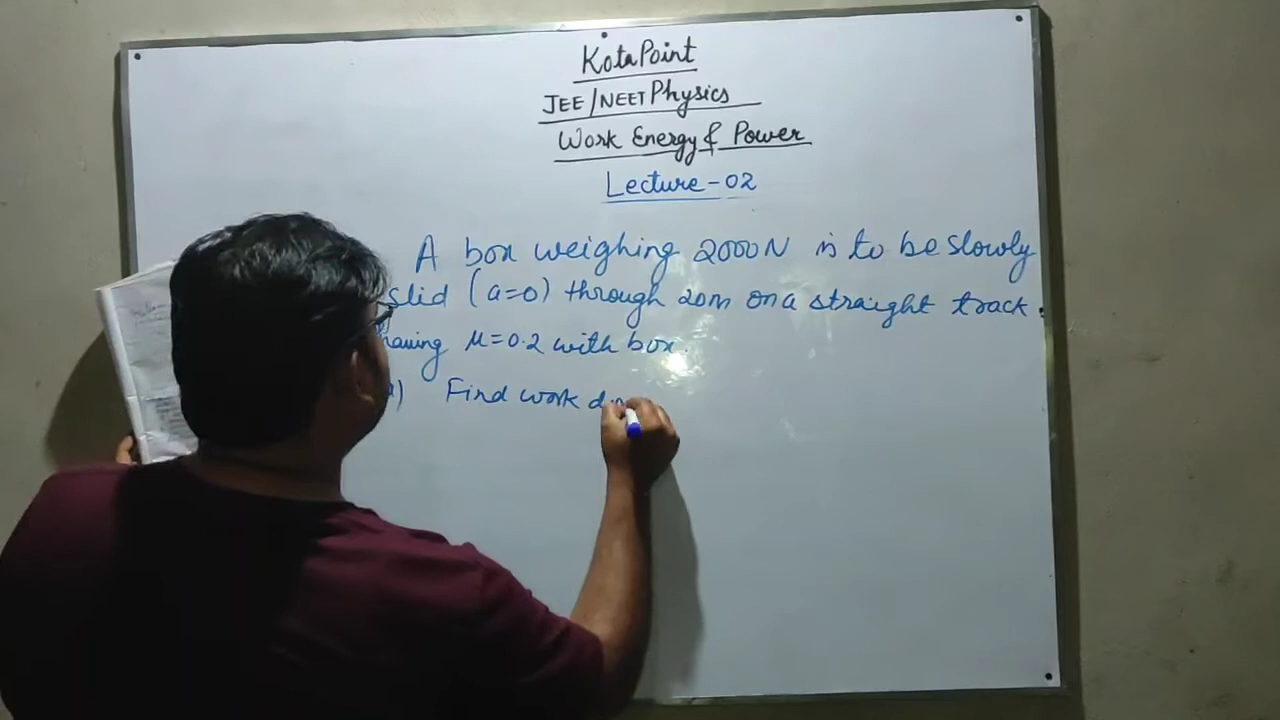 KotaPoint
JEE/NEET Physics
Work Energy & Power
Lecture-02
A box weighing 2000N is to be slowly
slid (a=0) through 20m on a straight track
having μ=0.2 with box.
Find work